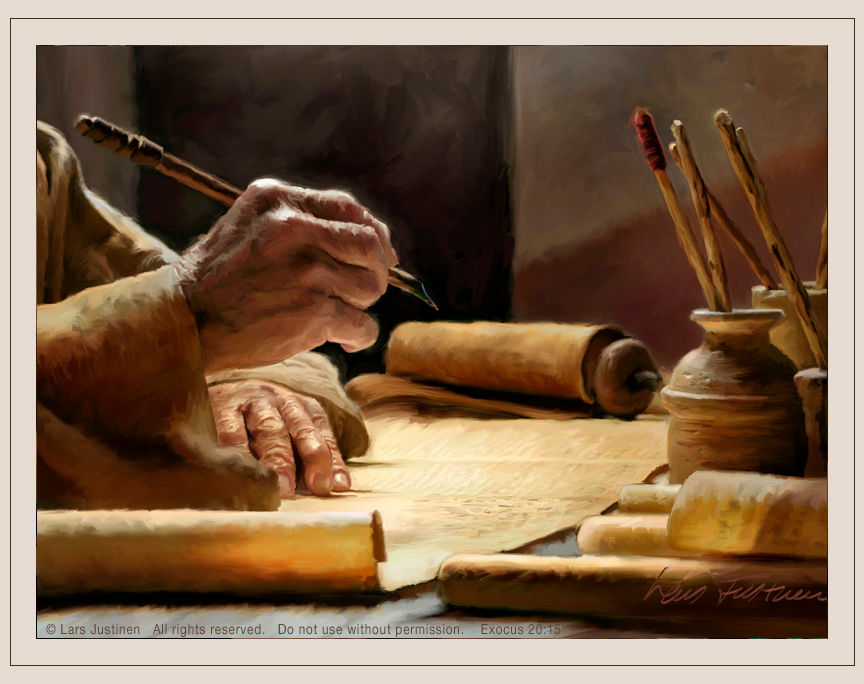 Lars Justinen
© Lars Justinen All rights reserved. Do not use without permission. Exocus 20:15